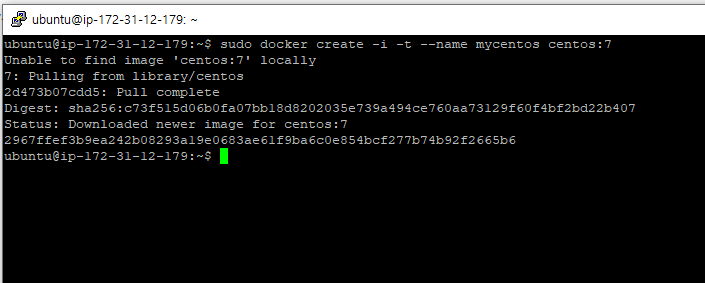 ubuntu@ip-172-31-12-179: ~
ubuntu@ip-172-31-12-179:~$ sudo docker create -i -t --name mycentos centos:7
Unable to find image 'centos:7' locally
7: Pulling from library/centos
2d473b07cdd5: Pull complete
Digest: sha256:c73f515d06b0fa07bb18d8202035e739a494ce760aa73129f60f4bf2bd22b407
Status: Downloaded newer image for centos:7
2967ffef3b9ea242b08293a19e0683ae61f9ba6c0e854bcf277b74b92f2665b6
ubuntu@ip-172-31-12-179:~$